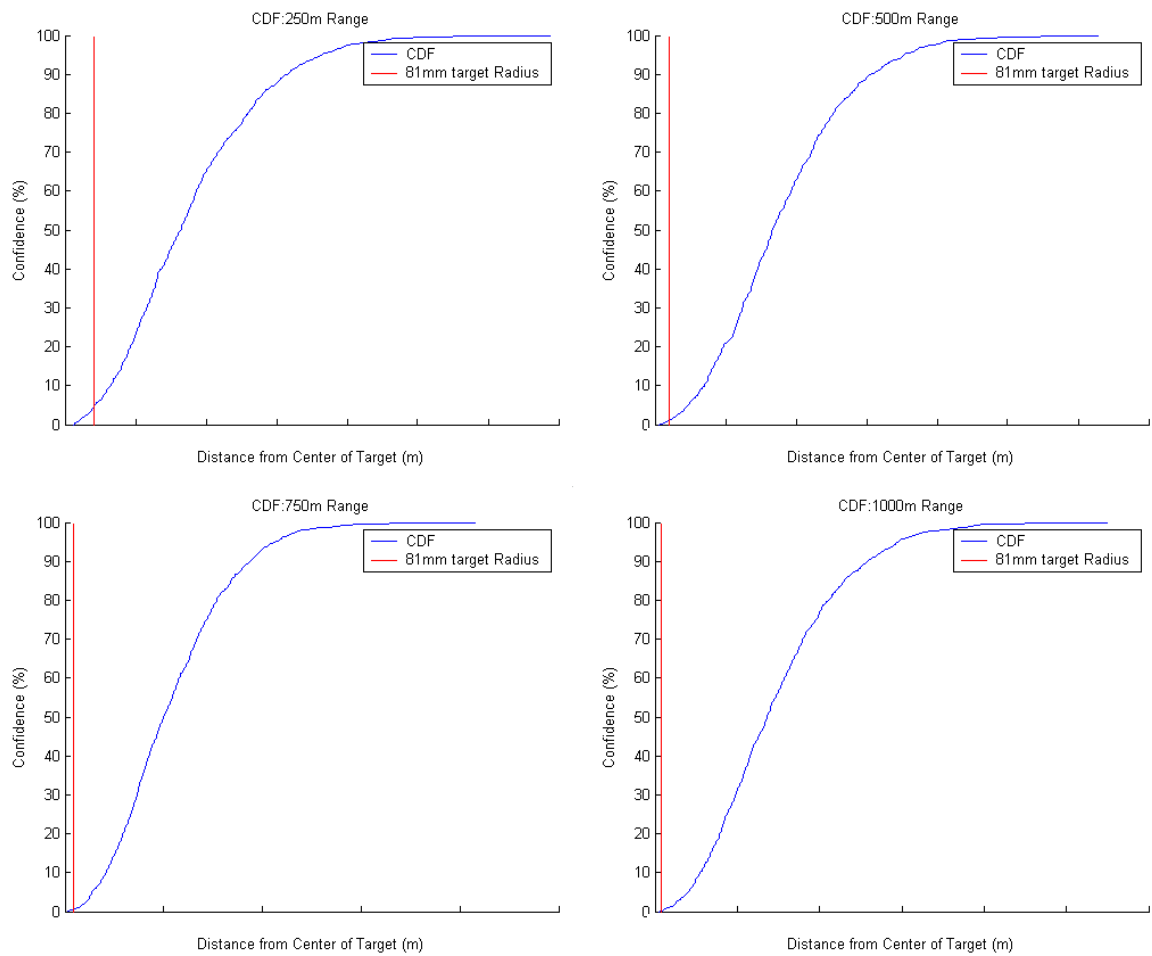 CDF:250m Range
100
90
80
70
60
50
40
30
20
10
0
Confidence (%)
CDF
81mm target Radius
Distance from Center of Target (m)
CDF:500m Range
100
90
80
70
60
50
40
30
20
10
0
Confidence (%)
CDF
81mm target Radius
Distance from Center of Target (m)
CDF:750m Range
100
90
80
70
60
50
40
30
20
10
0
Confidence (%)
CDF
81mm target Radius
Distance from Center of Target (m)
CDF:1000m Range
100
90
80
70
60
50
40
30
20
10
0
Confidence (%)
CDF
81mm target Radius
Distance from Center of Target (m)